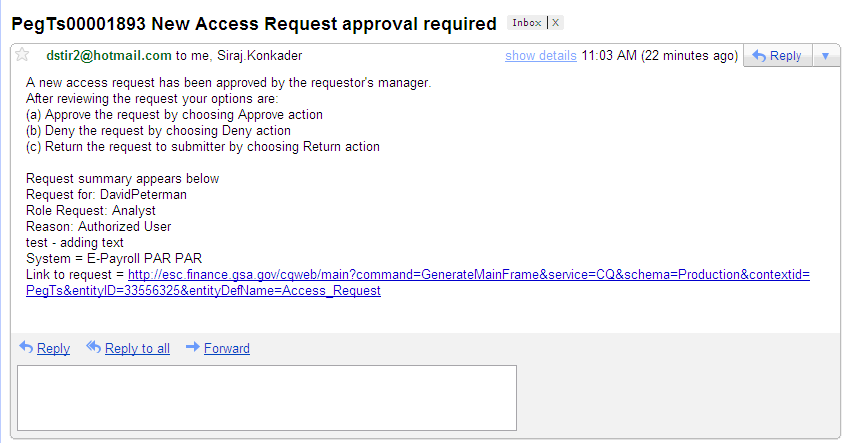 PegTs00001893 New Access Request approval required Inbox X
dstir2@hotmail.com to me, Siraj.Konkader show details 11:03 AM (22 minutes ago) Reply
A new access request has been approved by the requestor's manager.
After reviewing the request your options are:
(a) Approve the request by choosing Approve action
(b) Deny the request by choosing Deny action
(c) Return the request to submitter by choosing Return action
Request summary appears below
Request for: DavidPeterman
Role Request: Analyst
Reason: Authorized User
test - adding text
System = E-Payroll PAR PAR
Link to request = http://esc.finance.gsa.gov/cqweb/main?command=GenerateMainFrame&service=CQ&schema=Production&contextid=
PegTs&entityID=33556325&entityDefName=Access_Request
Reply Reply to all Forward